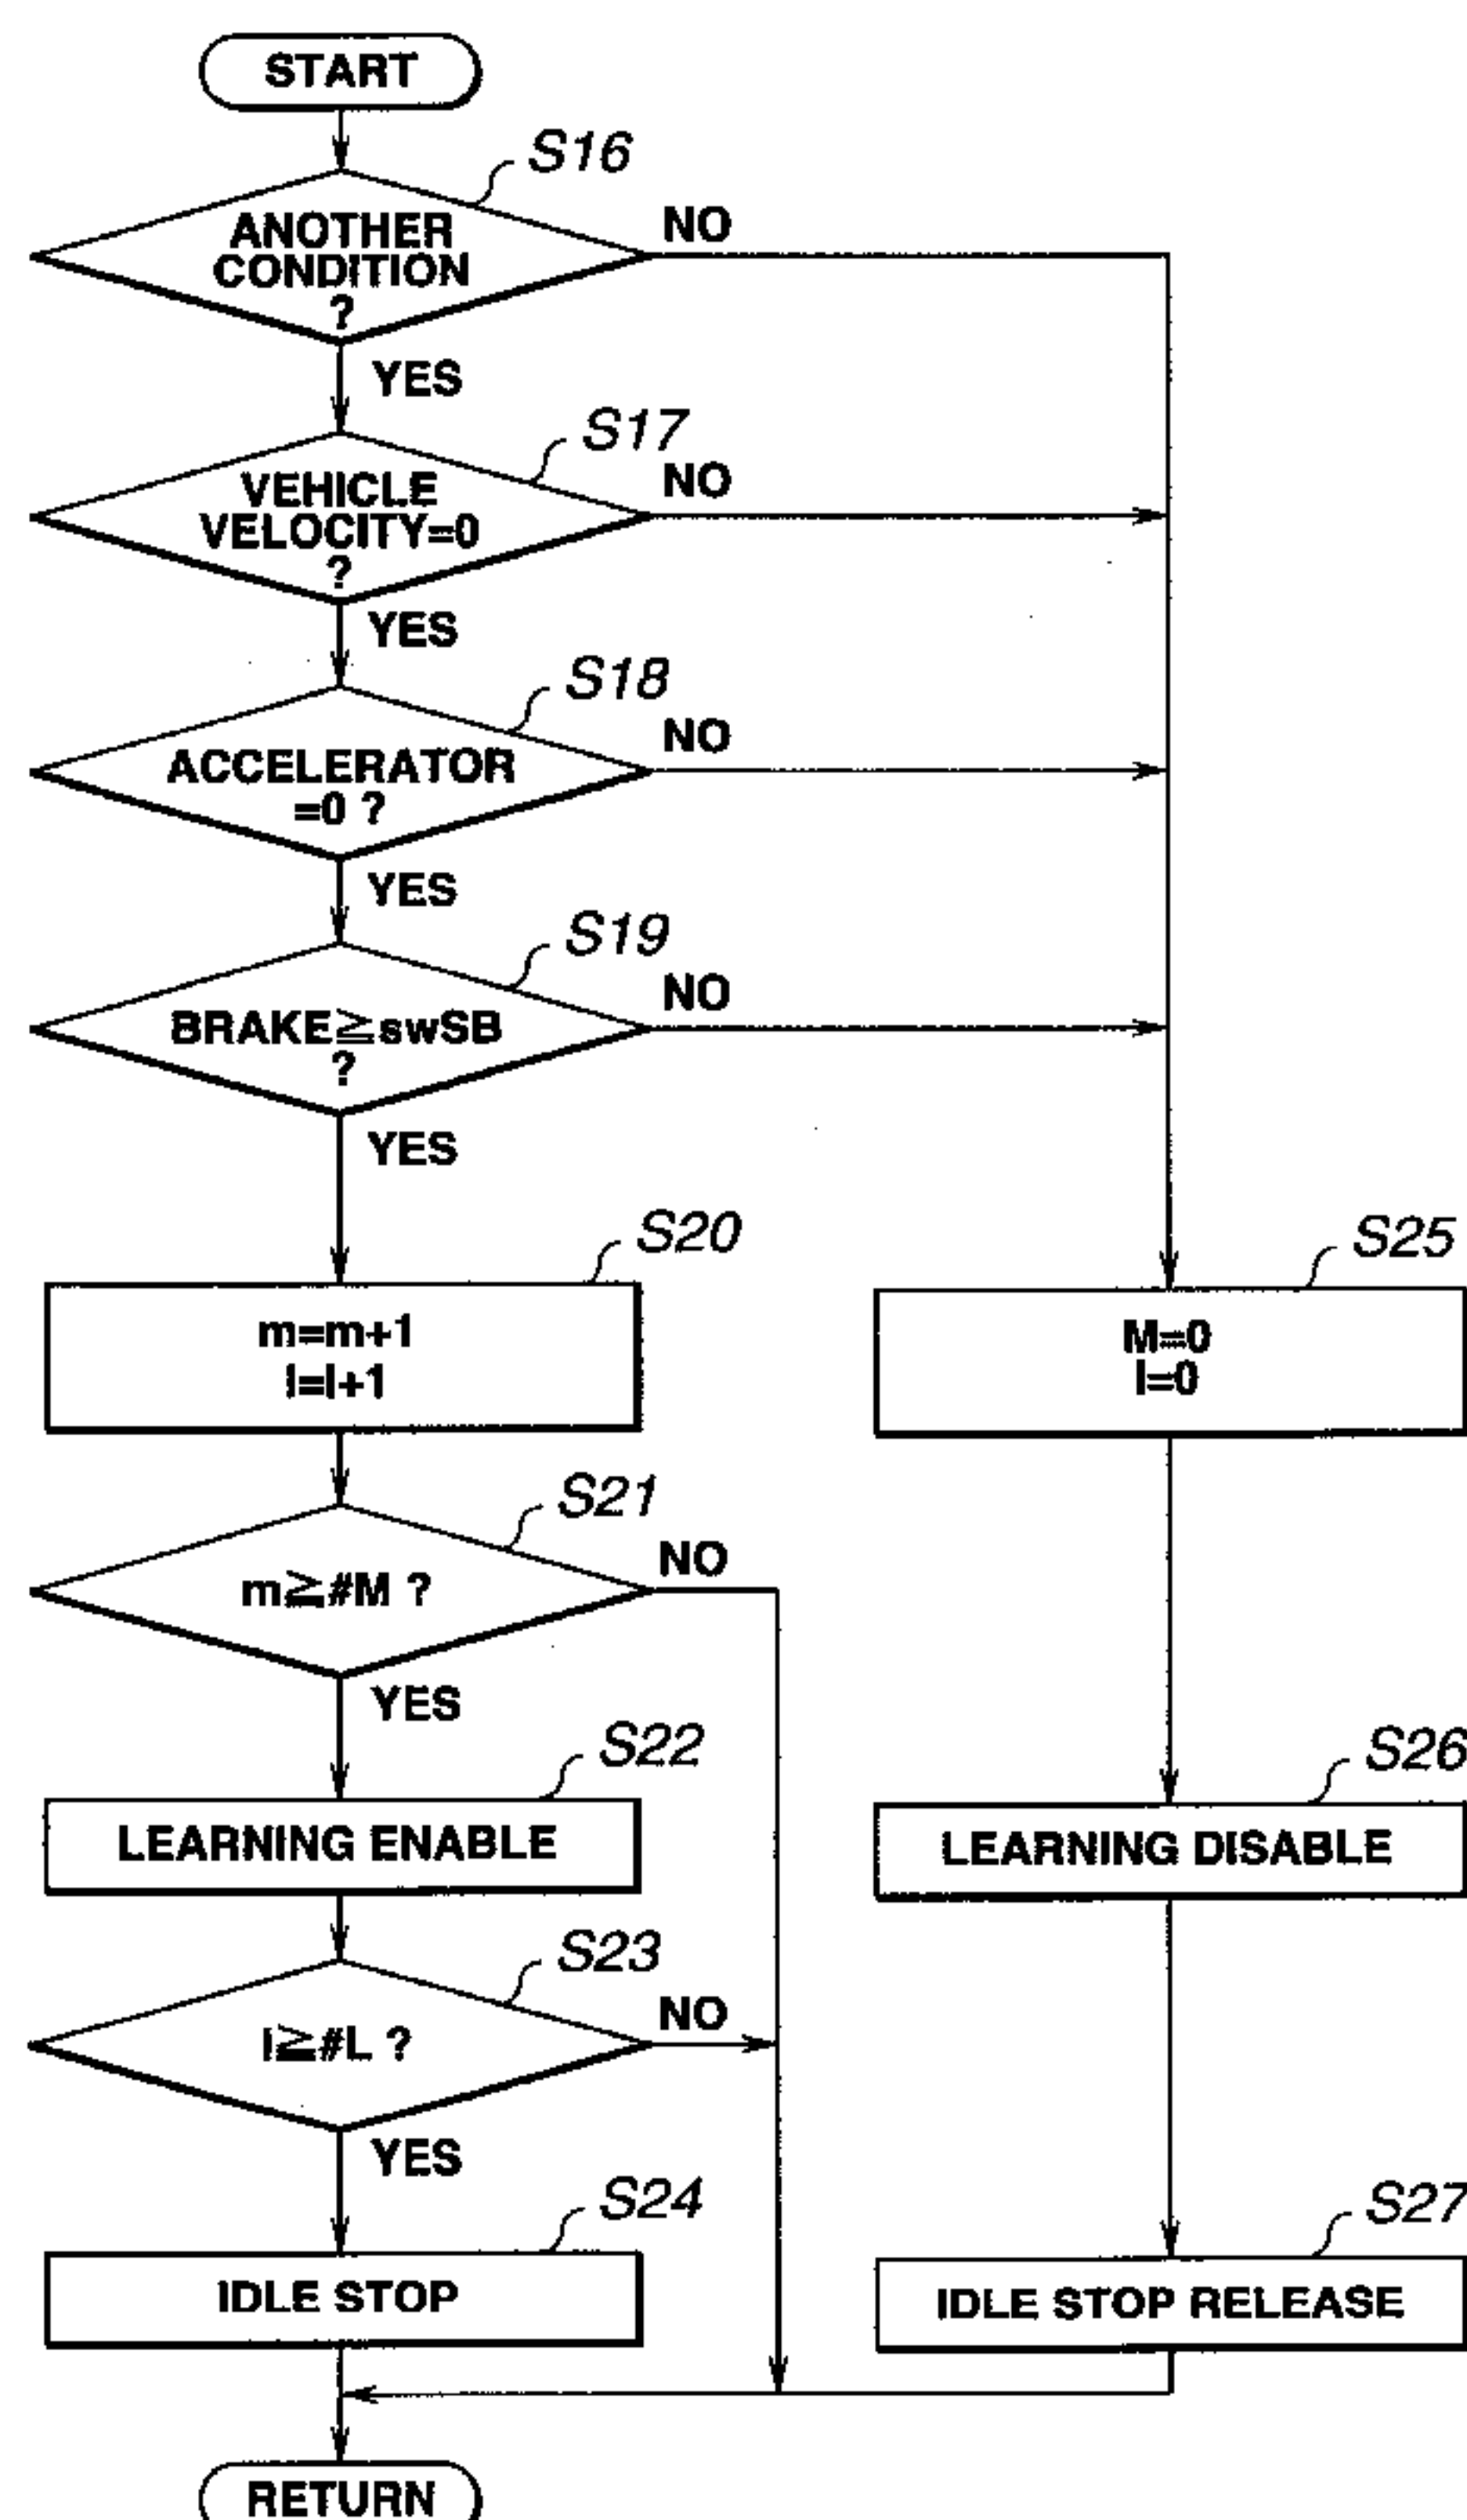 START
S16
ANOTHER
CONDITION
?
NO
YES
S17
VEHICLE
VELOCITY=0
?
NO
YES
S18
ACCELERATOR
=0 ?
NO
YES
S19
BRAKE≧swSB
?
NO
YES
S20
m=m+1
l=l+1
S21
m≧#M ?
NO
YES
S22
LEARNING ENABLE
S23
l≧#L ?
NO
YES
S24
IDLE STOP
S25
M=0
l=0
S26
LEARNING DISABLE
S27
IDLE STOP RELEASE
RETURN